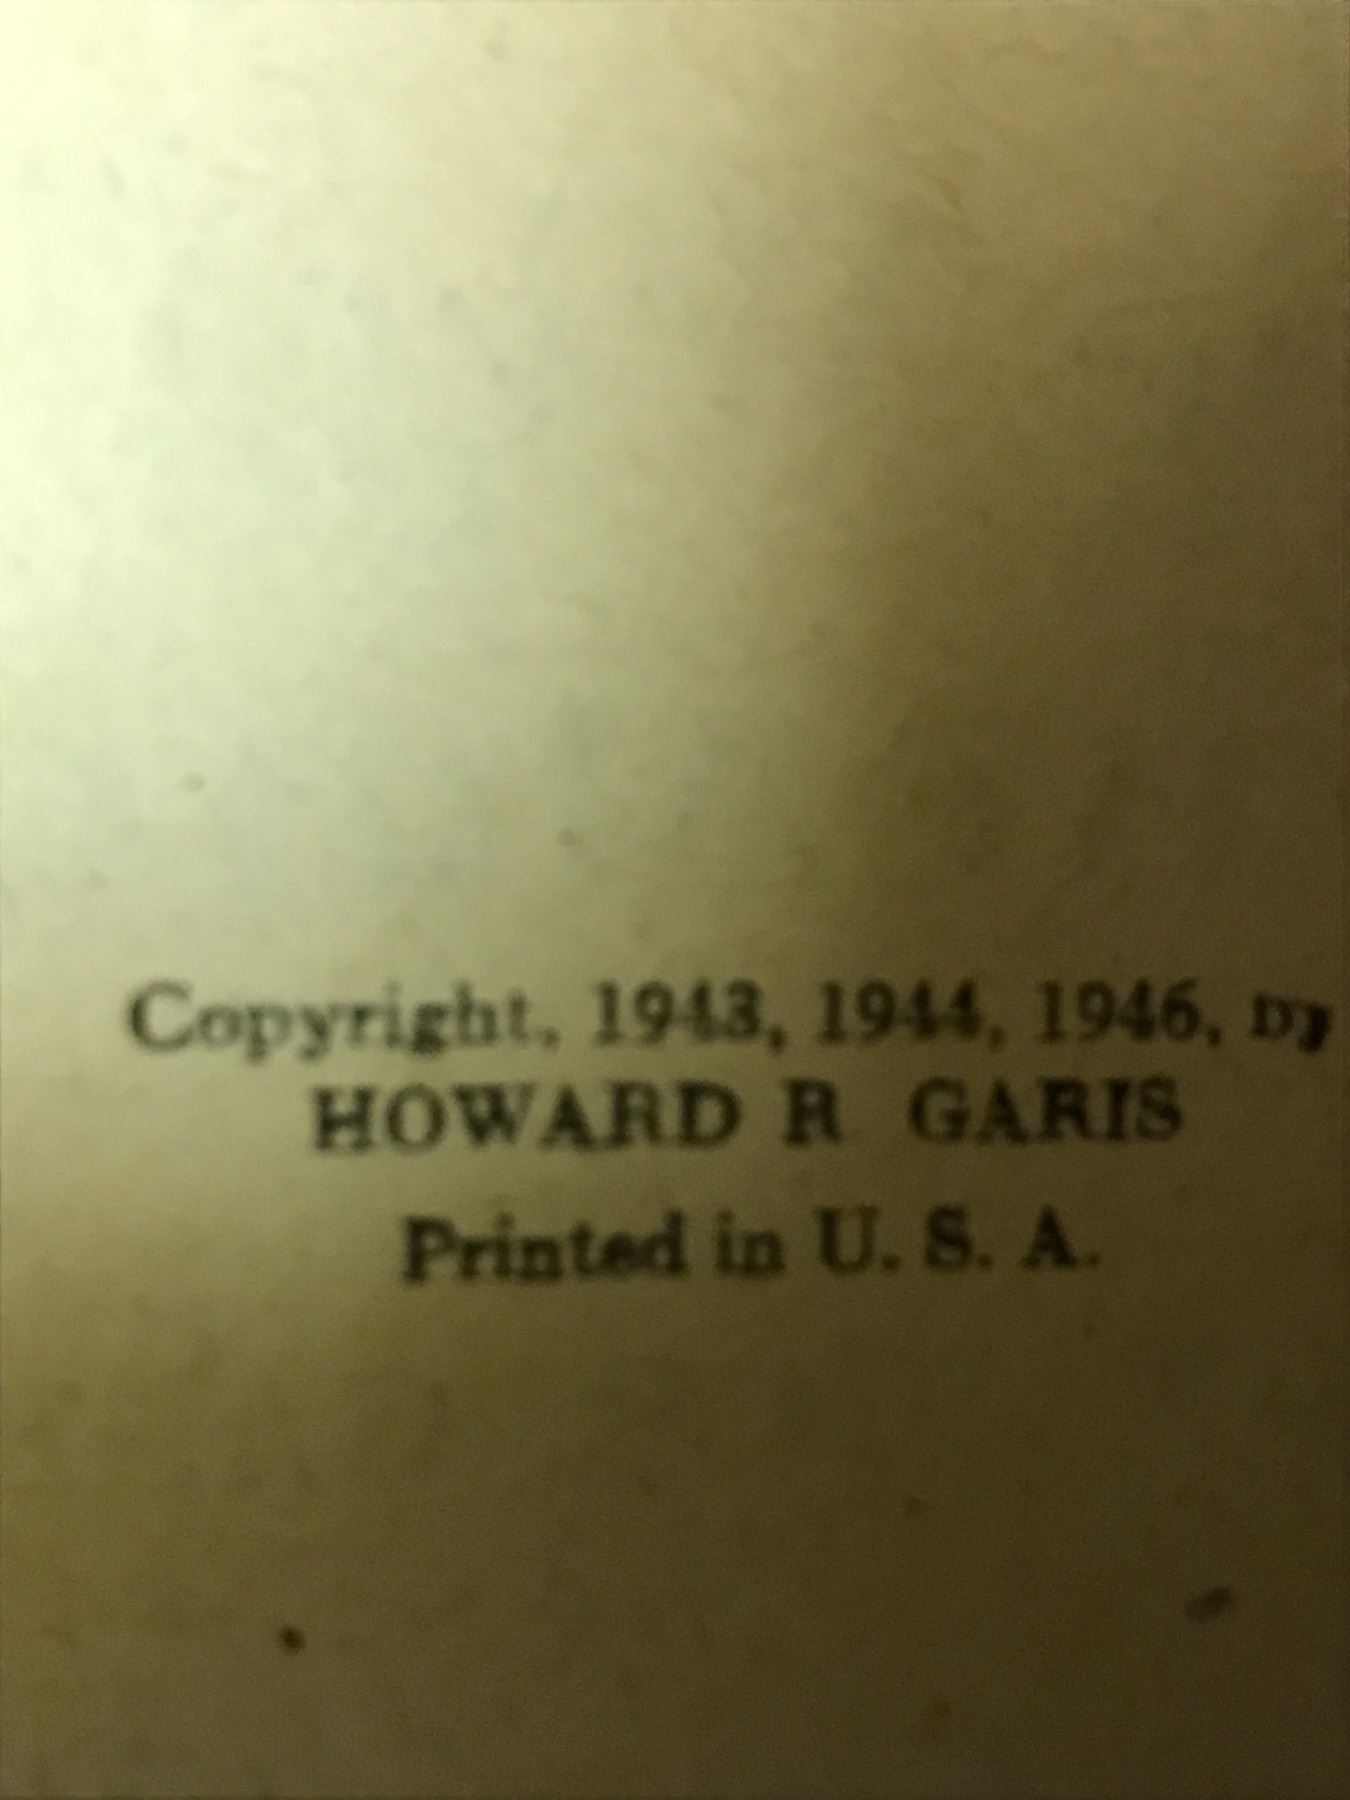 Copyright, 1943, 1944, 1946, by
HOWARD R GARIS
Printed in U. S. A.